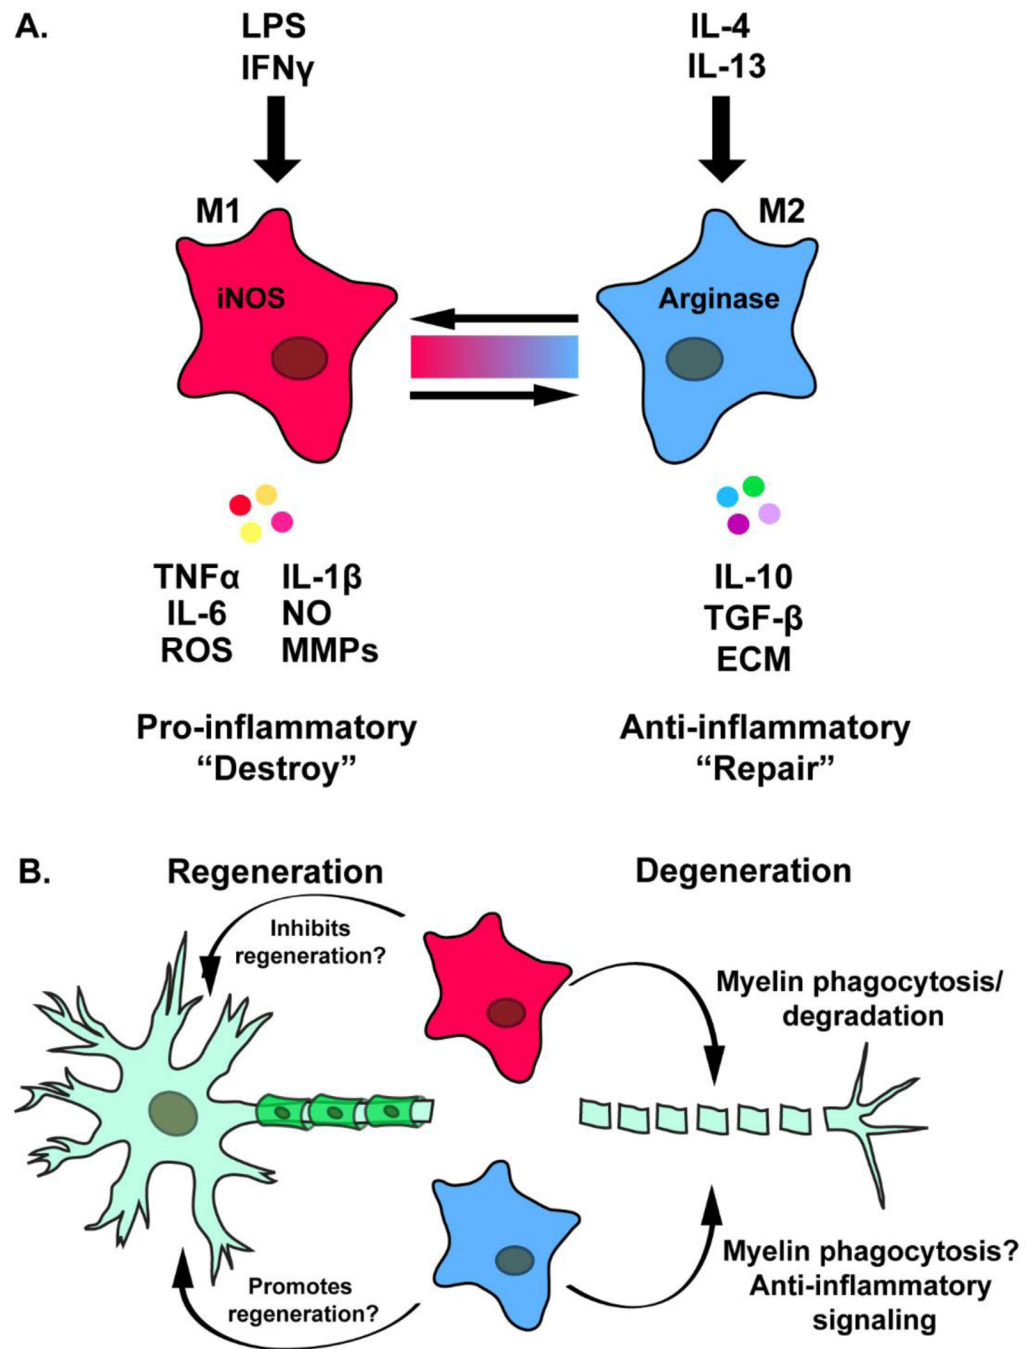 A.
LPS
IFNγ
IL-4
IL-13
M1
M2
iNOS
Arginase
TNFα IL-1β
IL-6 NO
ROS MMPs
IL-10
TGF-β
ECM
Pro-inflammatory
“Destroy”
Anti-inflammatory
“Repair”
B.
Regeneration
Degeneration
Inhibits
regeneration?
Myelin phagocytosis/
degradation
Promotes
regeneration?
Myelin phagocytosis?
Anti-inflammatory
signaling